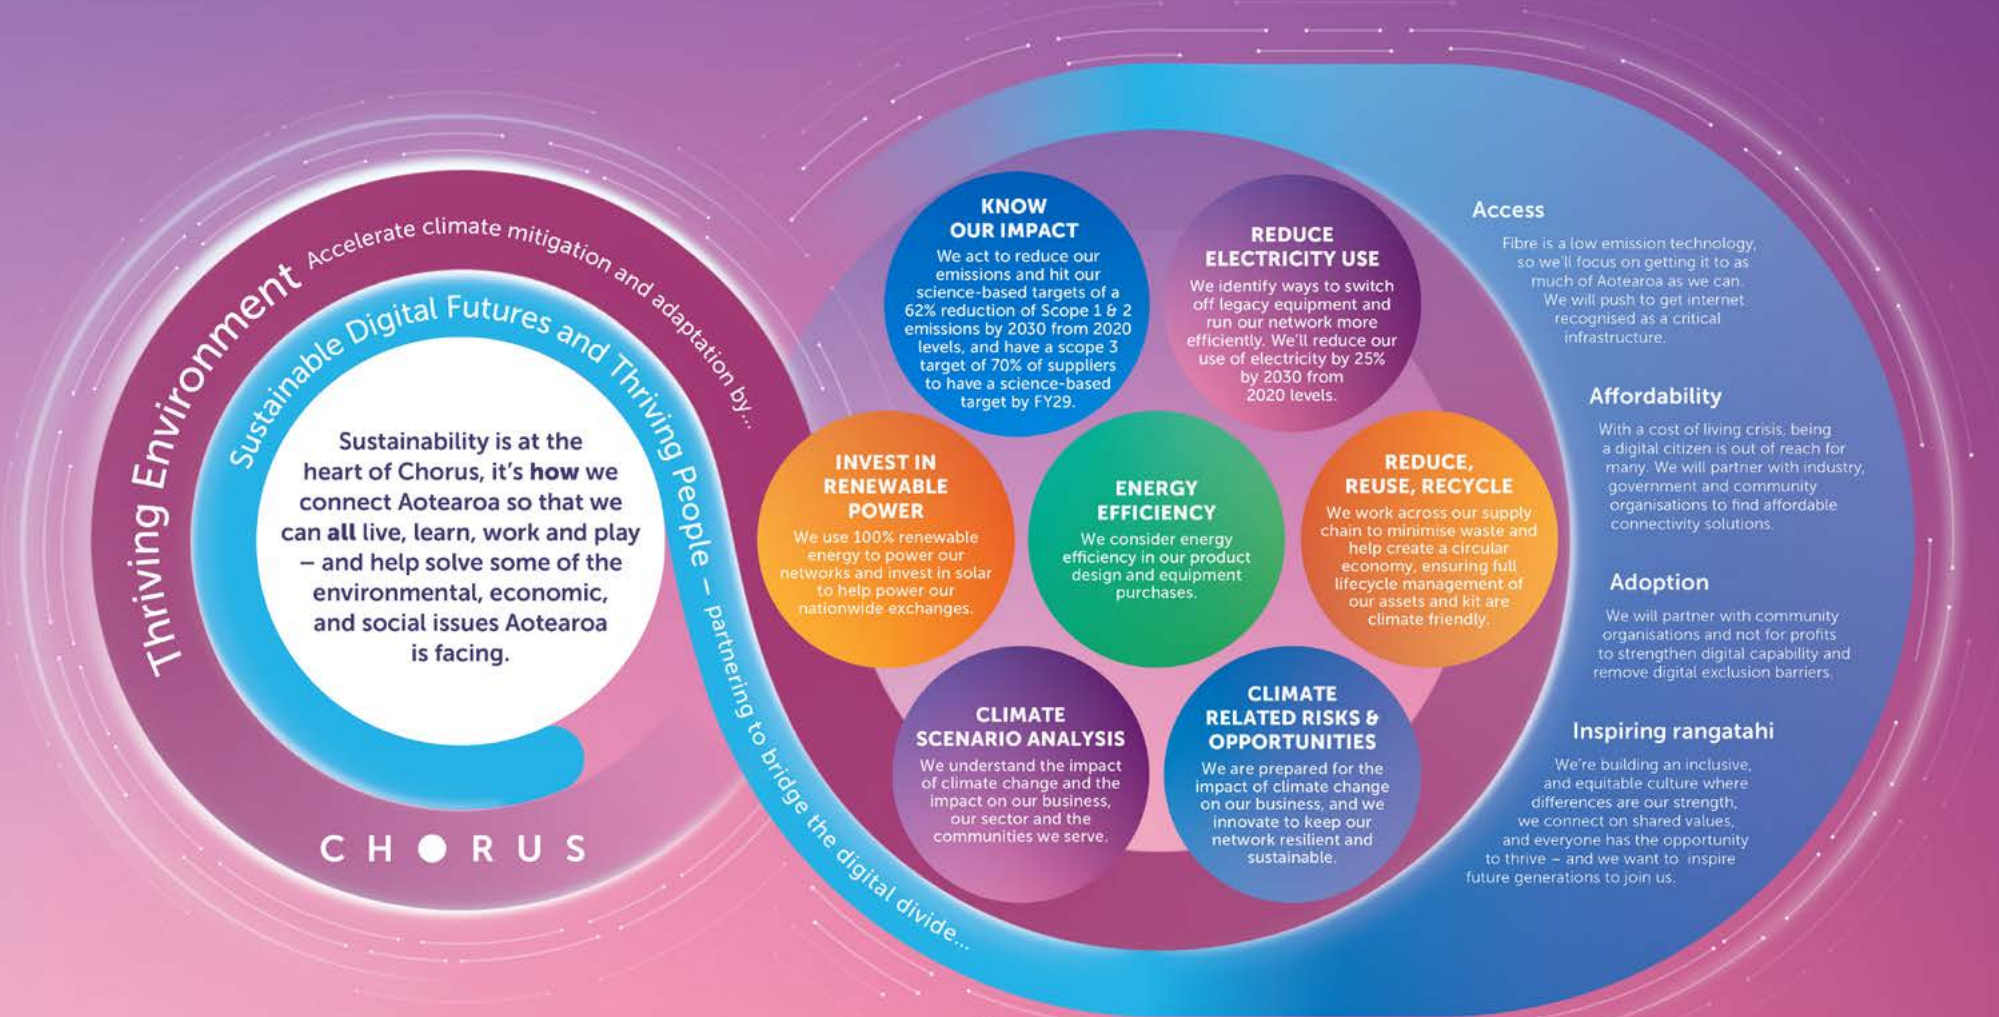 Thriving Environment Accelerate climate mitigation and adaptation by...
Sustainable Digital Futures and Thriving People – partnering to bridge the digital divide...
Sustainability is at the
heart of Chorus, it's how we
connect Aotearoa so that we
can all live, learn, work and play
– and help solve some of the
environmental, economic,
and social issues Aotearoa
is facing.
CHORUS
KNOW
OUR IMPACT
We act to reduce our
emissions and hit our
science-based targets of a
62% reduction of Scope 1 & 2
emissions by 2030 from 2020
levels, and have a scope 3
target of 70% of suppliers
to have a science-based
target by FY29.
REDUCE
ELECTRICITY USE
We identify ways to switch
off legacy equipment and
run our network more
efficiently. We'll reduce our
use of electricity by 25%
by 2030 from
2020 levels.
INVEST IN
RENEWABLE
POWER
We use 100% renewable
energy to power our
networks and invest in solar
to help power our
nationwide exchanges.
ENERGY
EFFICIENCY
We consider energy
efficiency in our product
design and equipment
purchases.
REDUCE,
REUSE, RECYCLE
We work across our supply
chain to minimise waste and
help create a circular
economy, ensuring full
lifecycle management of
our assets and kit are
climate friendly.
CLIMATE
SCENARIO ANALYSIS
We understand the impact
of climate change and the
impact on our business,
our sector and the
communities we serve.
CLIMATE
RELATED RISKS &
OPPORTUNITIES
We are prepared for the
impact of climate change
on our business, and we
innovate to keep our
network resilient and
sustainable.
Access
Fibre is a low emission technology,
so we'll focus on getting it to as
much of Aotearoa as we can.
We will push to get internet
recognised as a critical
infrastructure.
Affordability
With a cost of living crisis, being
a digital citizen is out of reach for
many. We will partner with industry,
government and community
organisations to find affordable
connectivity solutions.
Adoption
We will partner with community
organisations and not for profits
to strengthen digital capability and
remove digital exclusion barriers.
Inspiring rangatahi
We're building an inclusive,
and equitable culture where
differences are our strength,
we connect on shared values,
and everyone has the opportunity
to thrive – and we want to inspire
future generations to join us.